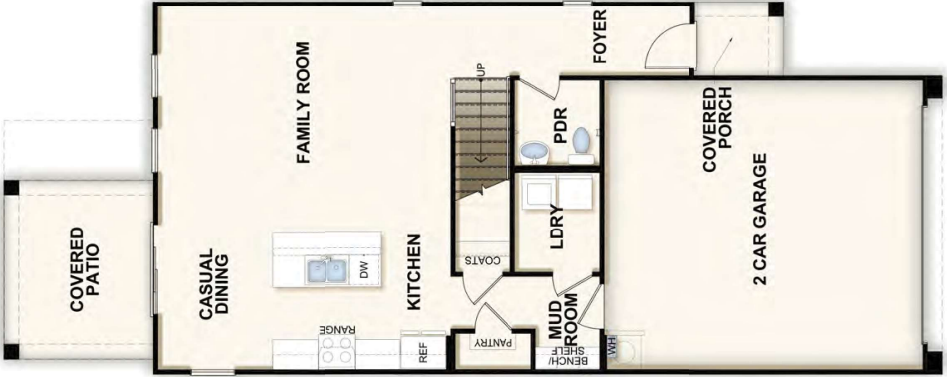 FOYER
UP
FAMILY ROOM
PDR
COVERED
PORCH
2 CAR GARAGE
LDRY
COVERED
PATIO
CASUAL
DINING
DW
KITCHEN
COATS
MUD
ROOM
RANGE
REF
PANTRY
BENCH/
SHELF
WH